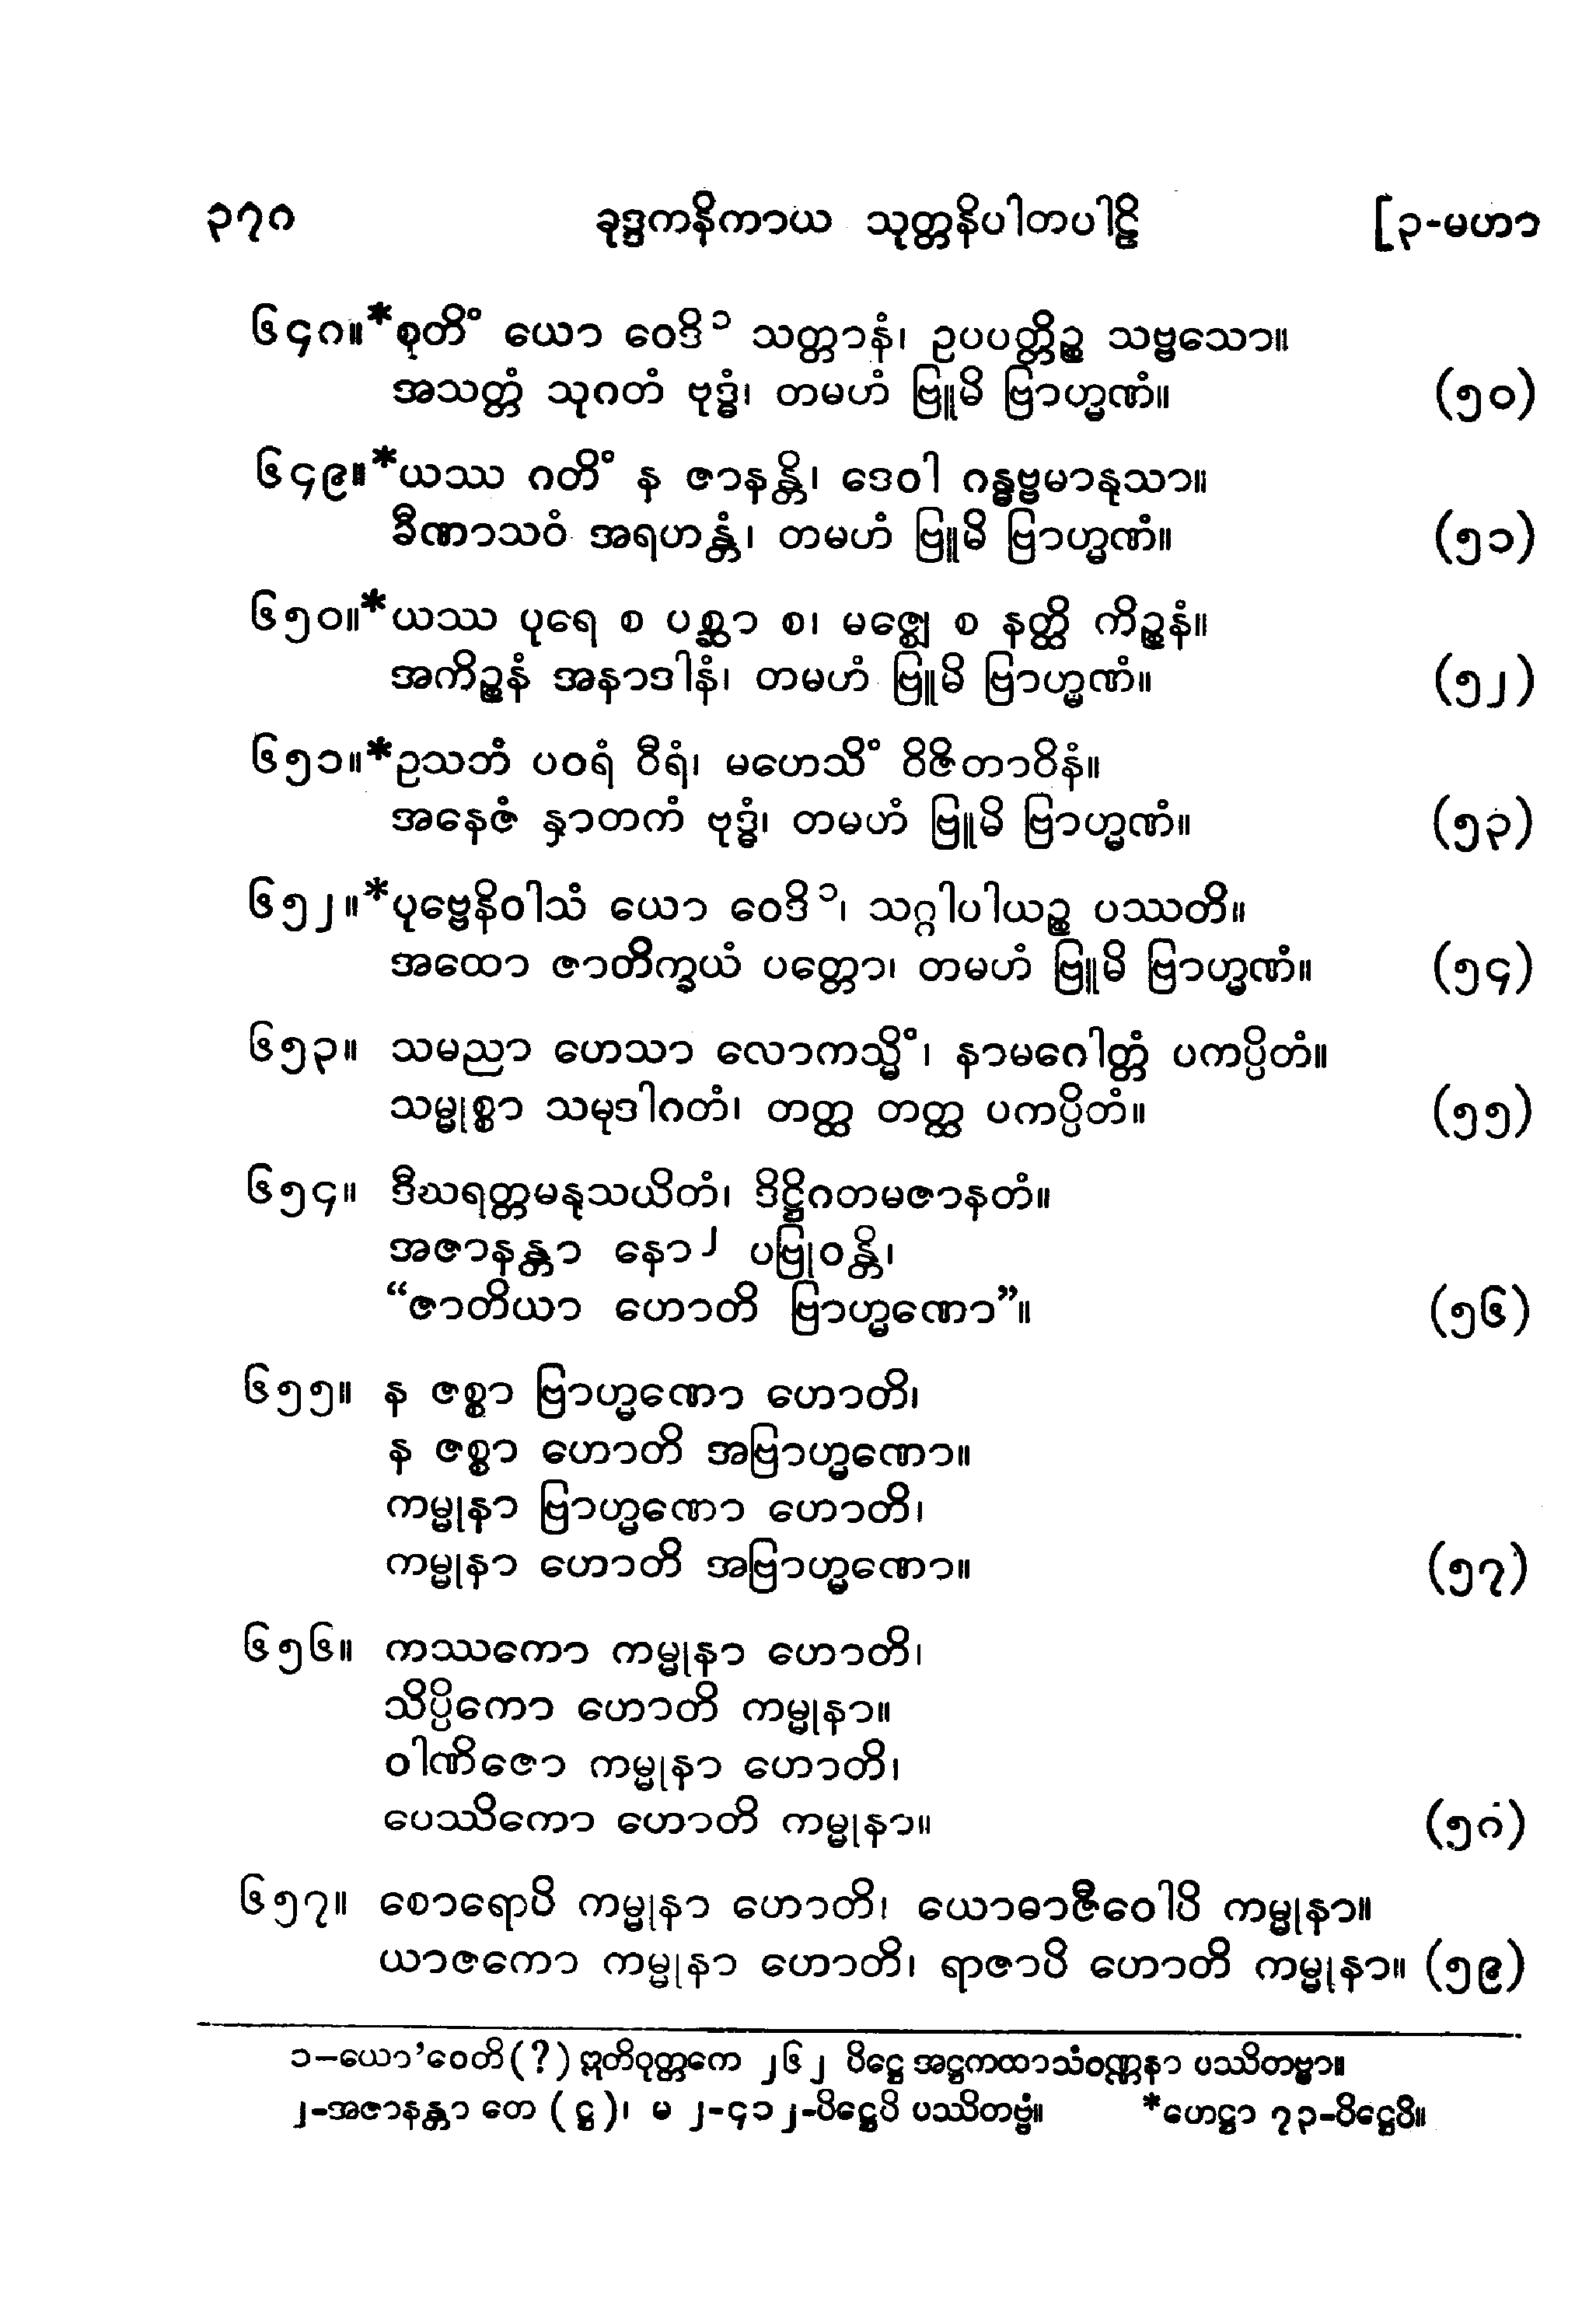 ၃၇၈ ခုဒ္ဒကနိကာယ သုတ္တနိပါတပါဠိ [၃-မဟာ
၆၄၈။*စုတိံ ယော ဝေဒိ၁ သတ္တာနံ၊ ဥပပတ္တိဉ္စ သဗ္ဗသော။
အသတ္တံ သုဂတံ ဗုဒ္ဓံ၊ တမဟံ ဗြူမိ ဗြာဟ္မဏံ။ (၅၀)
၆၄၉။*ယဿ ဂတိံ န ဇာနန္တိ၊ ဒေဝါ ဂန္ဓဗ္ဗမာနုသာ။
ခီဏာသဝံ အရဟန္တံ၊ တမဟံ ဗြူမိ ဗြာဟ္မဏံ။ (၅၁)
၆၅၀။*ယဿ ပုရေ စ ပစ္ဆာ စ၊ မဇ္ဈေ စ နတ္ထိ ကိဉ္စနံ။
အကိဉ္စနံ အနာဒါနံ၊ တမဟံ ဗြူမိ ဗြာဟ္မဏံ။ (၅၂)
၆၅၁။*ဥသဘံ ပဝရံ ဝီရံ၊ မဟေသိံ ဝိဇိတာဝိနံ။
အနေဇံ နှာတကံ ဗုဒ္ဓံ၊ တမဟံ ဗြူမိ ဗြာဟ္မဏံ။ (၅၃)
၆၅၂။*ပုဗ္ဗေနိဝါသံ ယော ဝေဒိ၁၊ သဂ္ဂါပါယဉ္စ ပဿတိ။
အထော ဇာတိက္ခယံ ပတ္တော၊ တမဟံ ဗြူမိ ဗြာဟ္မဏံ။ (၅၄)
၆၅၃။ သမညာ ဟေသာ လောကသ္မိံ၊ နာမဂေါတ္တံ ပကပ္ပိတံ။
သမ္မုစ္စာ သမုဒါဂတံ၊ တတ္ထ တတ္ထ ပကပ္ပိတံ။ (၅၅)
၆၅၄။ ဒီဃရတ္တမနုသယိတံ၊ ဒိဋ္ဌိဂတမဇာနတံ။
အဇာနန္တာ နော၂ ပဗြုဝန္တိ၊
“ဇာတိယာ ဟောတိ ဗြာဟ္မဏော”။ (၅၆)
၆၅၅။ န ဇစ္စာ ဗြာဟ္မဏော ဟောတိ၊
န ဇစ္စာ ဟောတိ အဗြာဟ္မဏော။
ကမ္မုနာ ဗြာဟ္မဏော ဟောတိ၊
ကမ္မုနာ ဟောတိ အဗြာဟ္မဏော။ (၅၇)
၆၅၆။ ကဿကော ကမ္မုနာ ဟောတိ၊
သိပ္ပိကော ဟောတိ ကမ္မုနာ။
ဝါဏိဇော ကမ္မုနာ ဟောတိ၊
ပေဿိကော ဟောတိ ကမ္မုနာ။ (၅၈)
၆၅၇။ စောရောပိ ကမ္မုနာ ဟောတိ၊ ယောဓာဇီဝေါပိ ကမ္မုနာ။
ယာဇကော ကမ္မုနာ ဟောတိ၊ ရာဇာပိ ဟောတိ ကမ္မုနာ။ (၅၉)
၁–ယော’ဝေတိ(?) ဣတိဝုတ္တကေ ၂၆၂ ပိဋ္ဌေ အဋ္ဌကထာသံဝဏ္ဏနာ ပဿိတဗ္ဗာ။
၂-အဇာနန္တာ တေ (ဋ္ဌ)၊ မ ၂-၄၁၂-ပိဋ္ဌေပိ ပဿိတဗ္ဗံ။ *ဟေဋ္ဌာ ၇၃-ပိဋ္ဌေပိ။